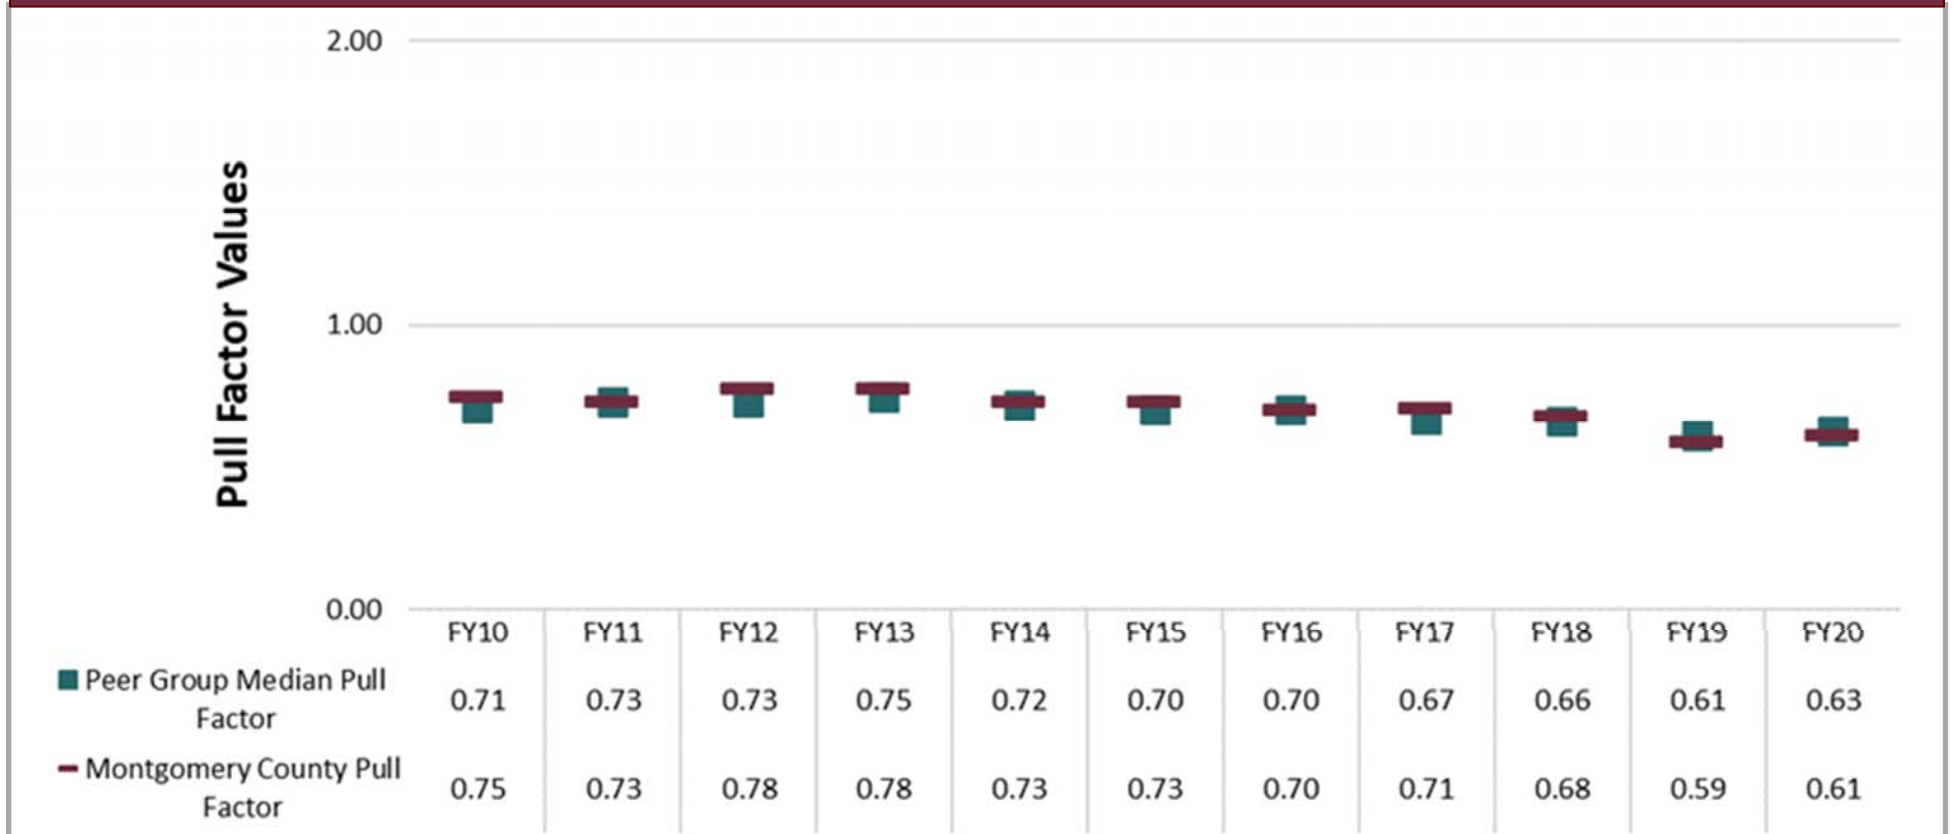 2.00
Pull Factor Values
1.00
0.00
FY10 FY11 FY12 FY13 FY14 FY15 FY16 FY17 FY18 FY19 FY20
Peer Group Median Pull
Factor
0.71 0.73 0.73 0.75 0.72 0.70 0.70 0.67 0.66 0.61 0.63
Montgomery County Pull
Factor
0.75 0.73 0.78 0.78 0.73 0.73 0.70 0.71 0.68 0.59 0.61